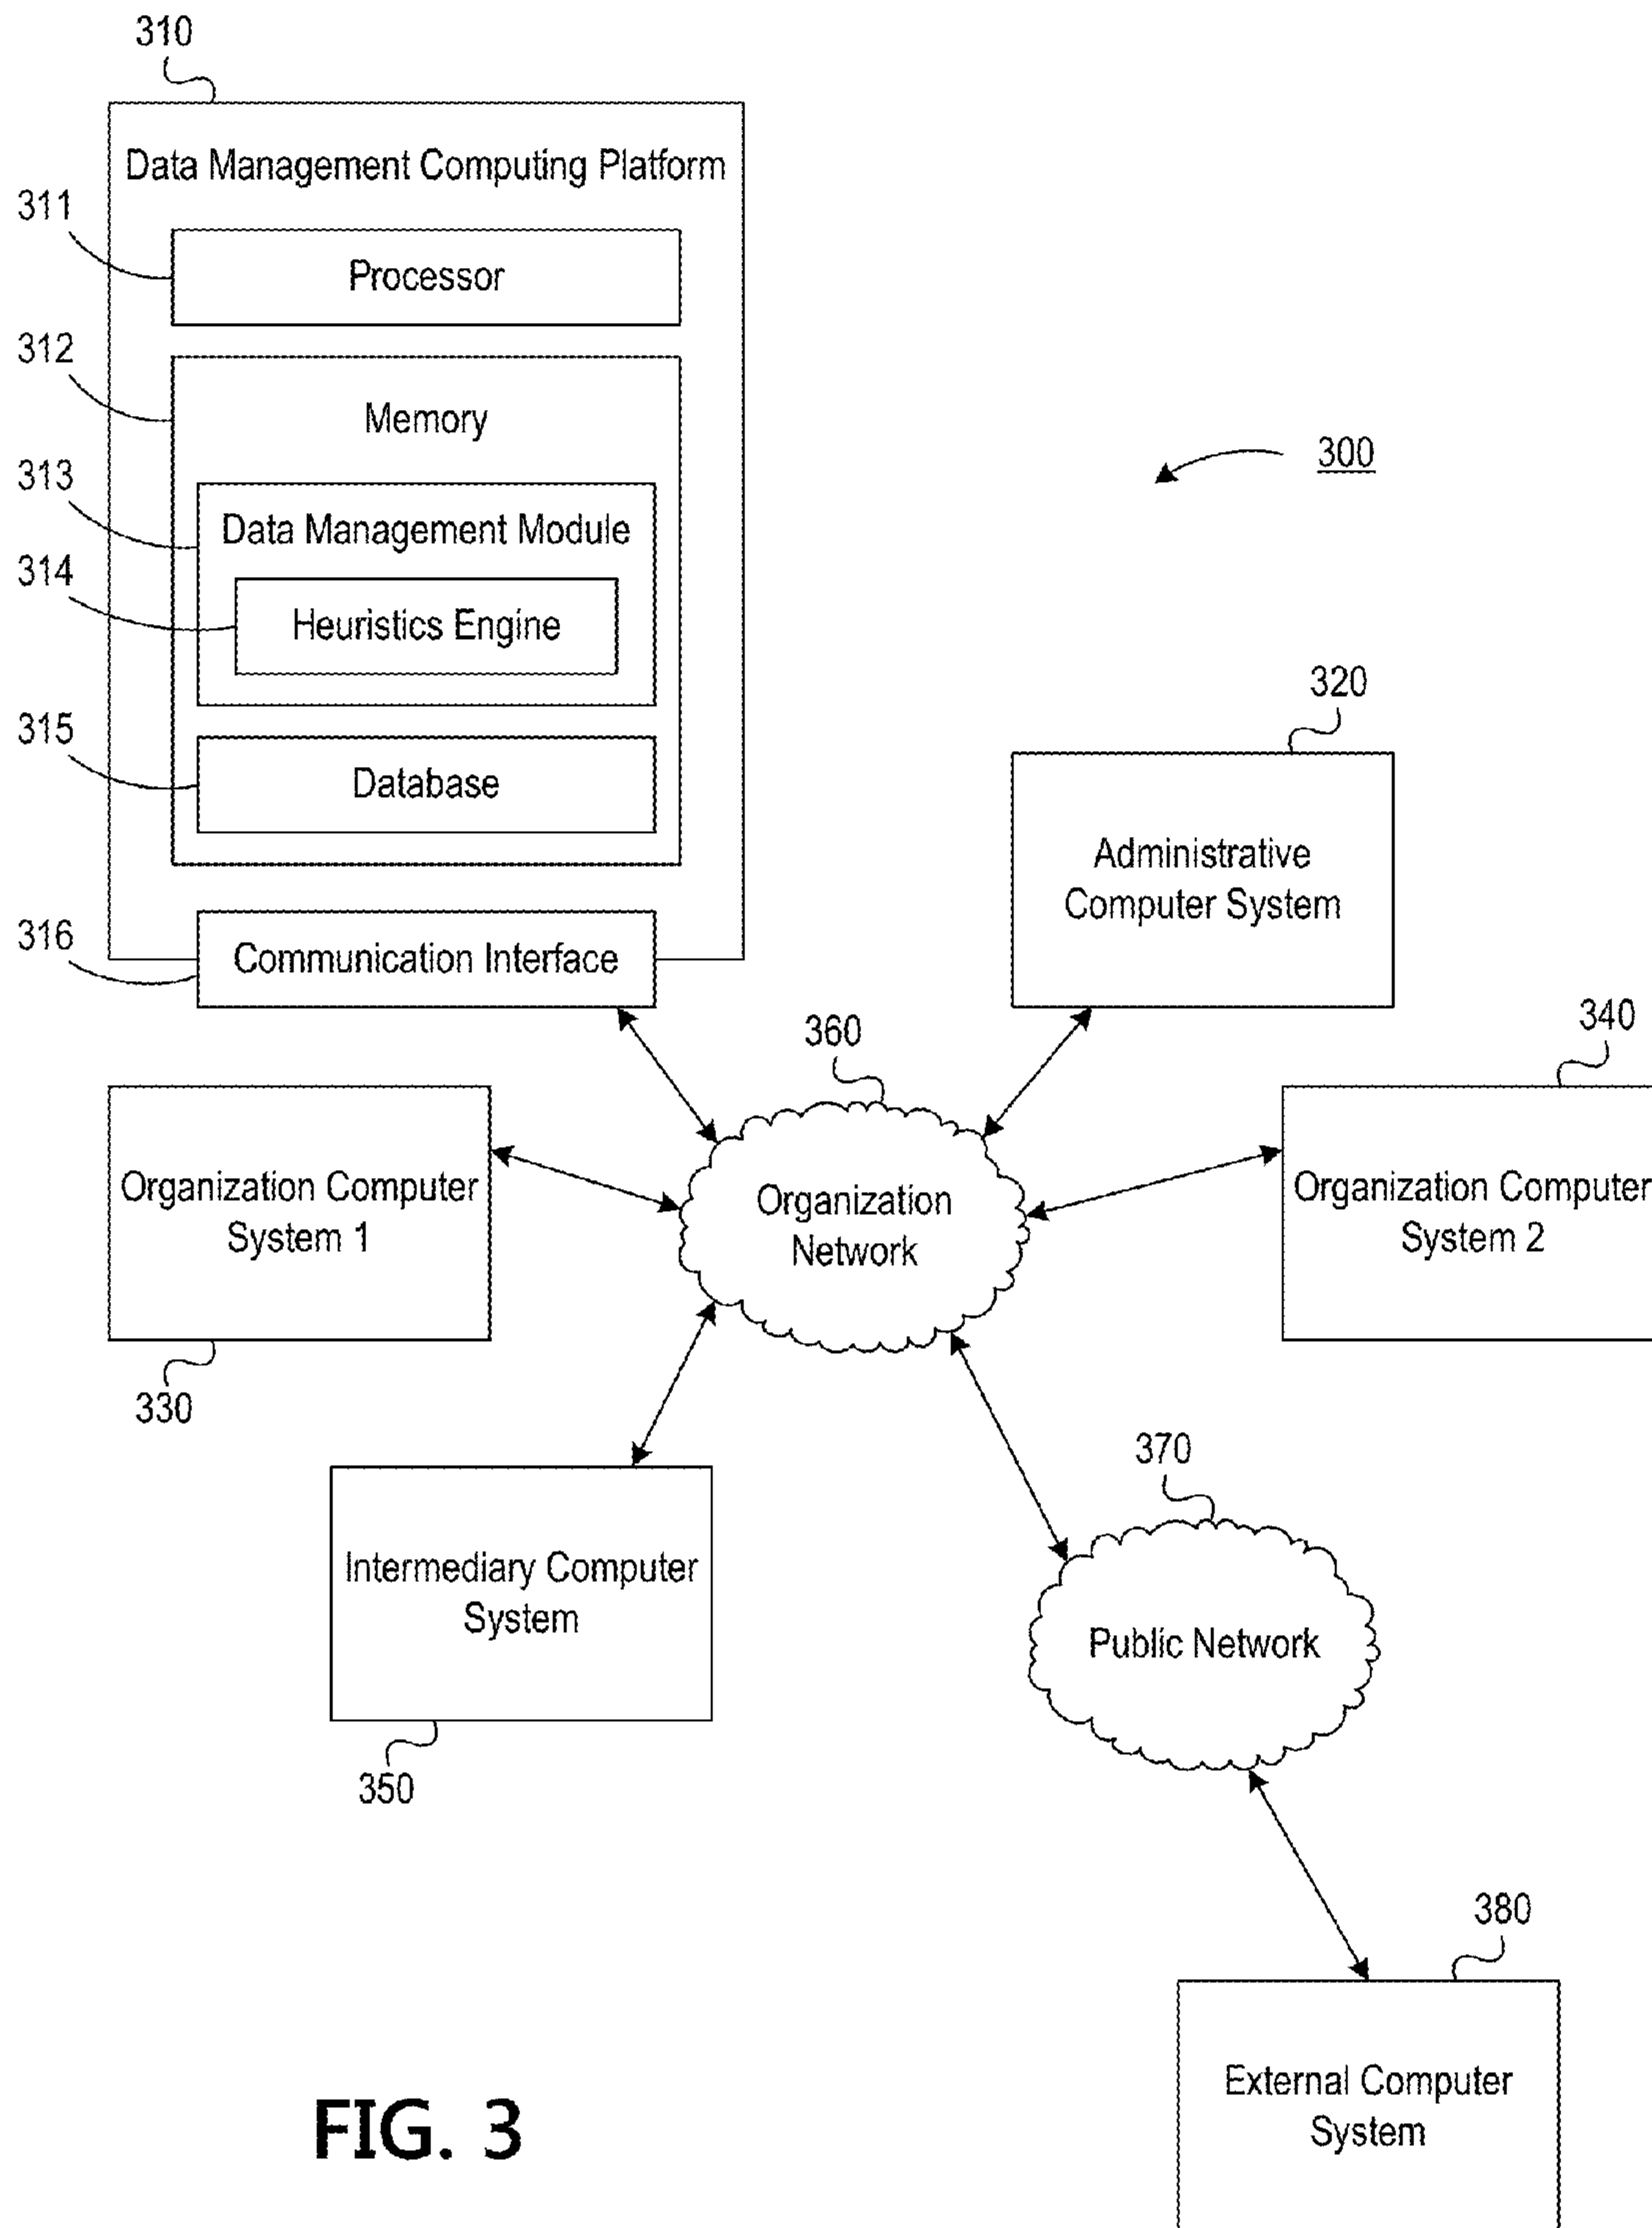 310
Data Management Computing Platform
311
Processor
312
Memory
300
313
Data Management Module
314
Heuristics Engine
320
315
Database
Administrative
Computer System
316
Communication Interface
340
360
Organization Computer
System 1
Organization
Network
Organization Computer
System 2
330
370
Intermediary Computer
System
Public Network
350
380
External Computer
System
FIG. 3